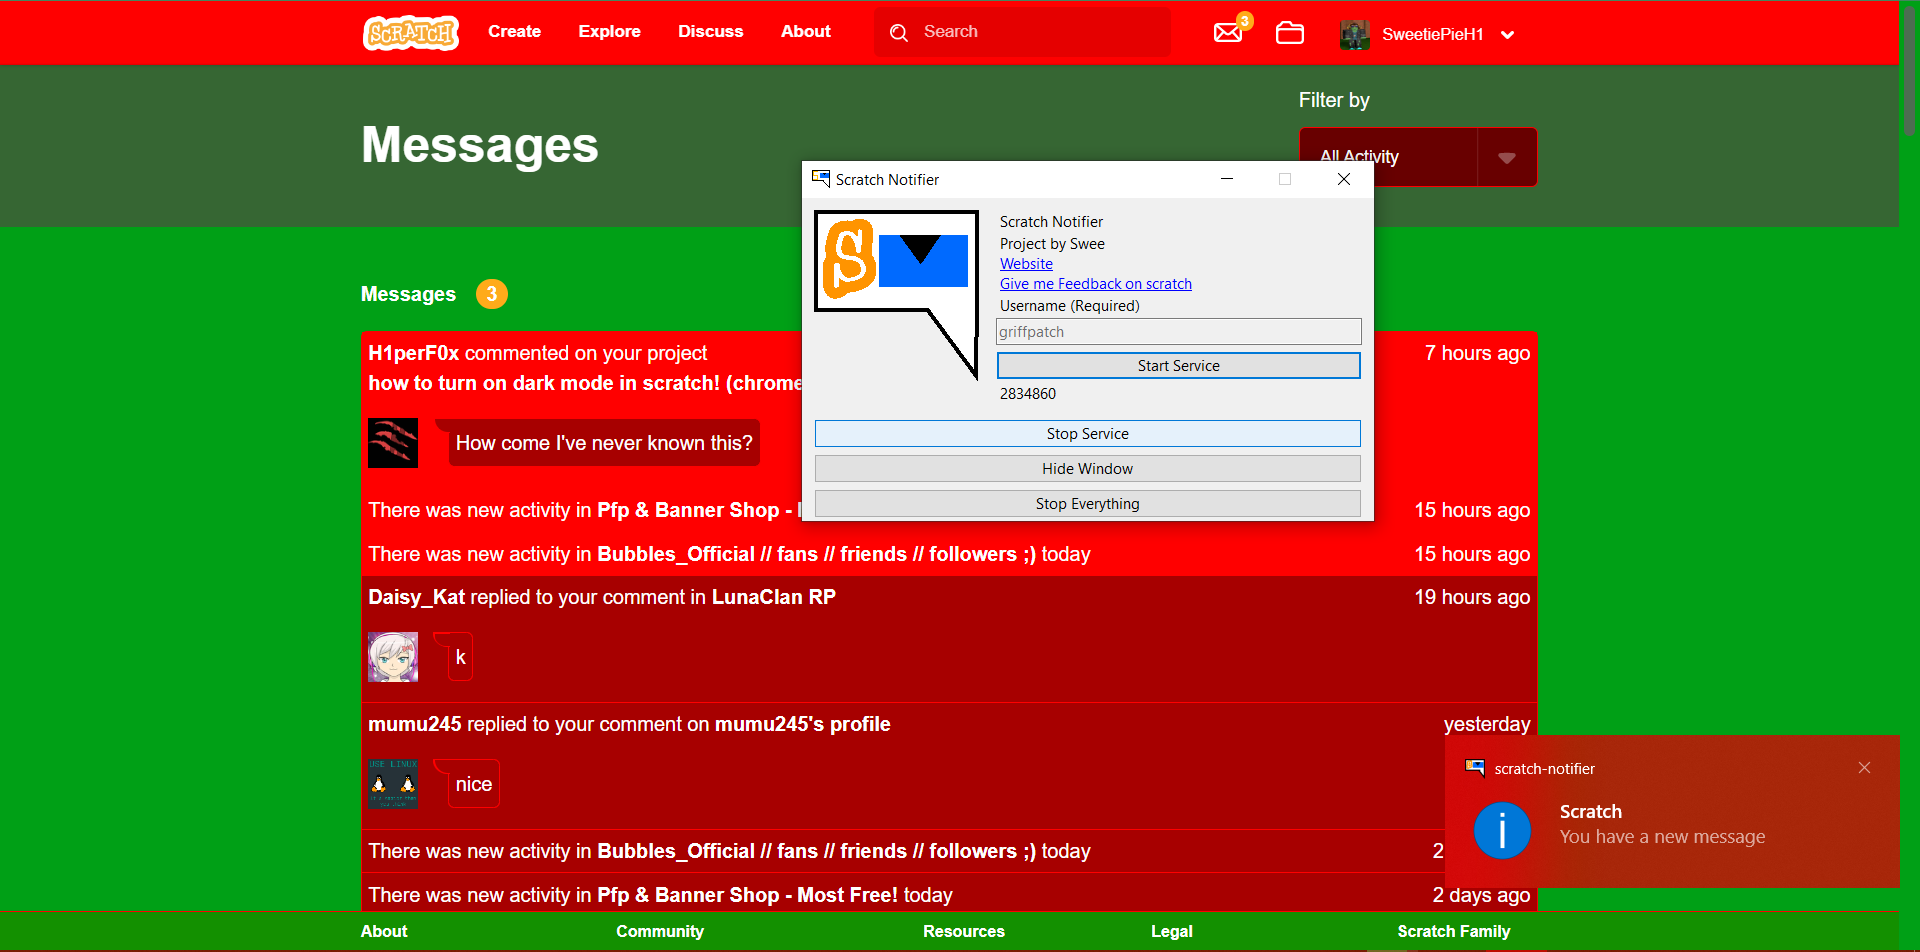 SCRATCH Create Explore Discuss About Search 3 SweetiePieH1
Filter by
Messages
All Activity
Scratch Notifier
S
Scratch Notifier
Project by Swee
Website
Give me Feedback on scratch
Username (Required)
griffpatch
Start Service
2834860
Stop Service
Hide Window
Stop Everything
Messages 3
H1perF0x commented on your project 7 hours ago
how to turn on dark mode in scratch! (chrome
How come I've never known this?
There was new activity in Pfp & Banner Shop - 15 hours ago
There was new activity in Bubbles_Official // fans // friends // followers ;) today 15 hours ago
Daisy_Kat replied to your comment in LunaClan RP 19 hours ago
k
mumu245 replied to your comment on mumu245's profile yesterday
USE LINUX
nice
scratch-notifier
Scratch
You have a new message
There was new activity in Bubbles_Official // fans // friends // followers ;) today 2
There was new activity in Pfp & Banner Shop - Most Free! today 2 days ago
About Community Resources Legal Scratch Family